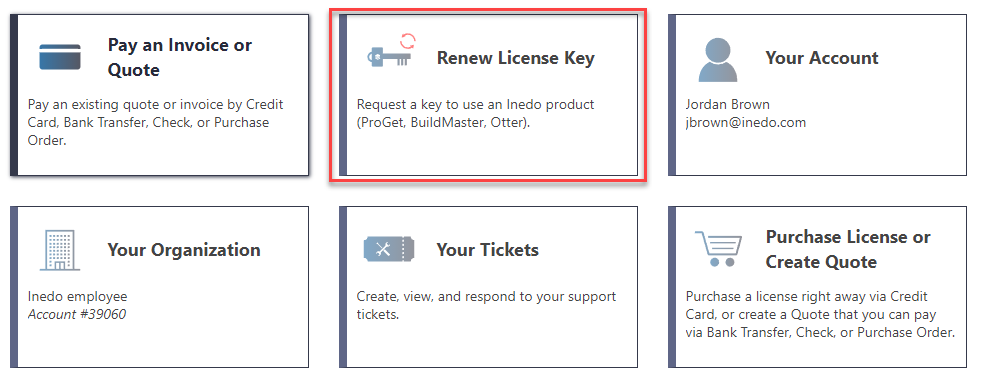 Pay an Invoice or
Quote
Pay an existing quote or invoice by Credit
Card, Bank Transfer, Check, or Purchase
Order.
Renew License Key
Request a key to use an Inedo product
(ProGet, BuildMaster, Otter).
Your Account
Jordan Brown
jbrown@inedo.com
Your Organization
Inedo employee
Account #39060
Your Tickets
Create, view, and respond to your support
tickets.
Purchase License or
Create Quote
Purchase a license right away via Credit
Card, or create a Quote that you can pay
via Bank Transfer, Check, or Purchase Order.